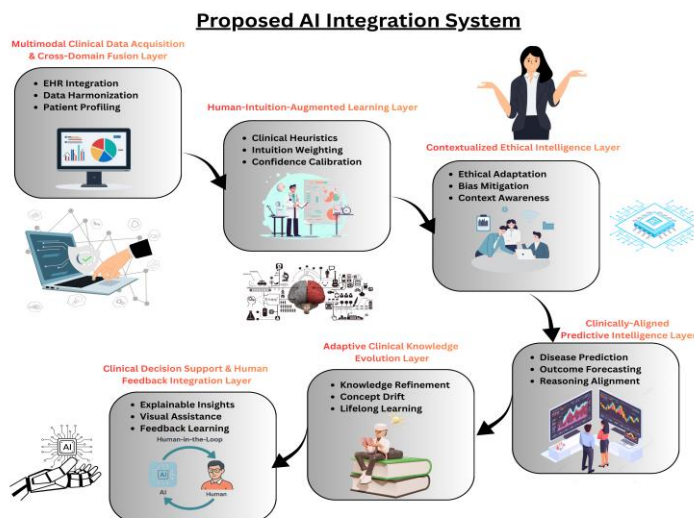 Proposed AI Integration System
Multimodal Clinical Data Acquisition
& Cross-Domain Fusion Layer
EHR Integration
Data Harmonization
Patient Profiling
Human-Intuition-Augmented Learning Layer
Clinical Heuristics
Intuition Weighting
Confidence Calibration
Contextualized Ethical Intelligence Layer
Ethical Adaptation
Bias Mitigation
Context Awareness
Clinically-Aligned
Predictive Intelligence Layer
Disease Prediction
Outcome Forecasting
Reasoning Alignment
Adaptive Clinical Knowledge
Evolution Layer
Knowledge Refinement
Concept Drift
Lifelong Learning
Clinical Decision Support & Human
Feedback Integration Layer
Explainable Insights
Visual Assistance
Feedback Learning
Human-in-the-Loop
AI
AI
Human
AI